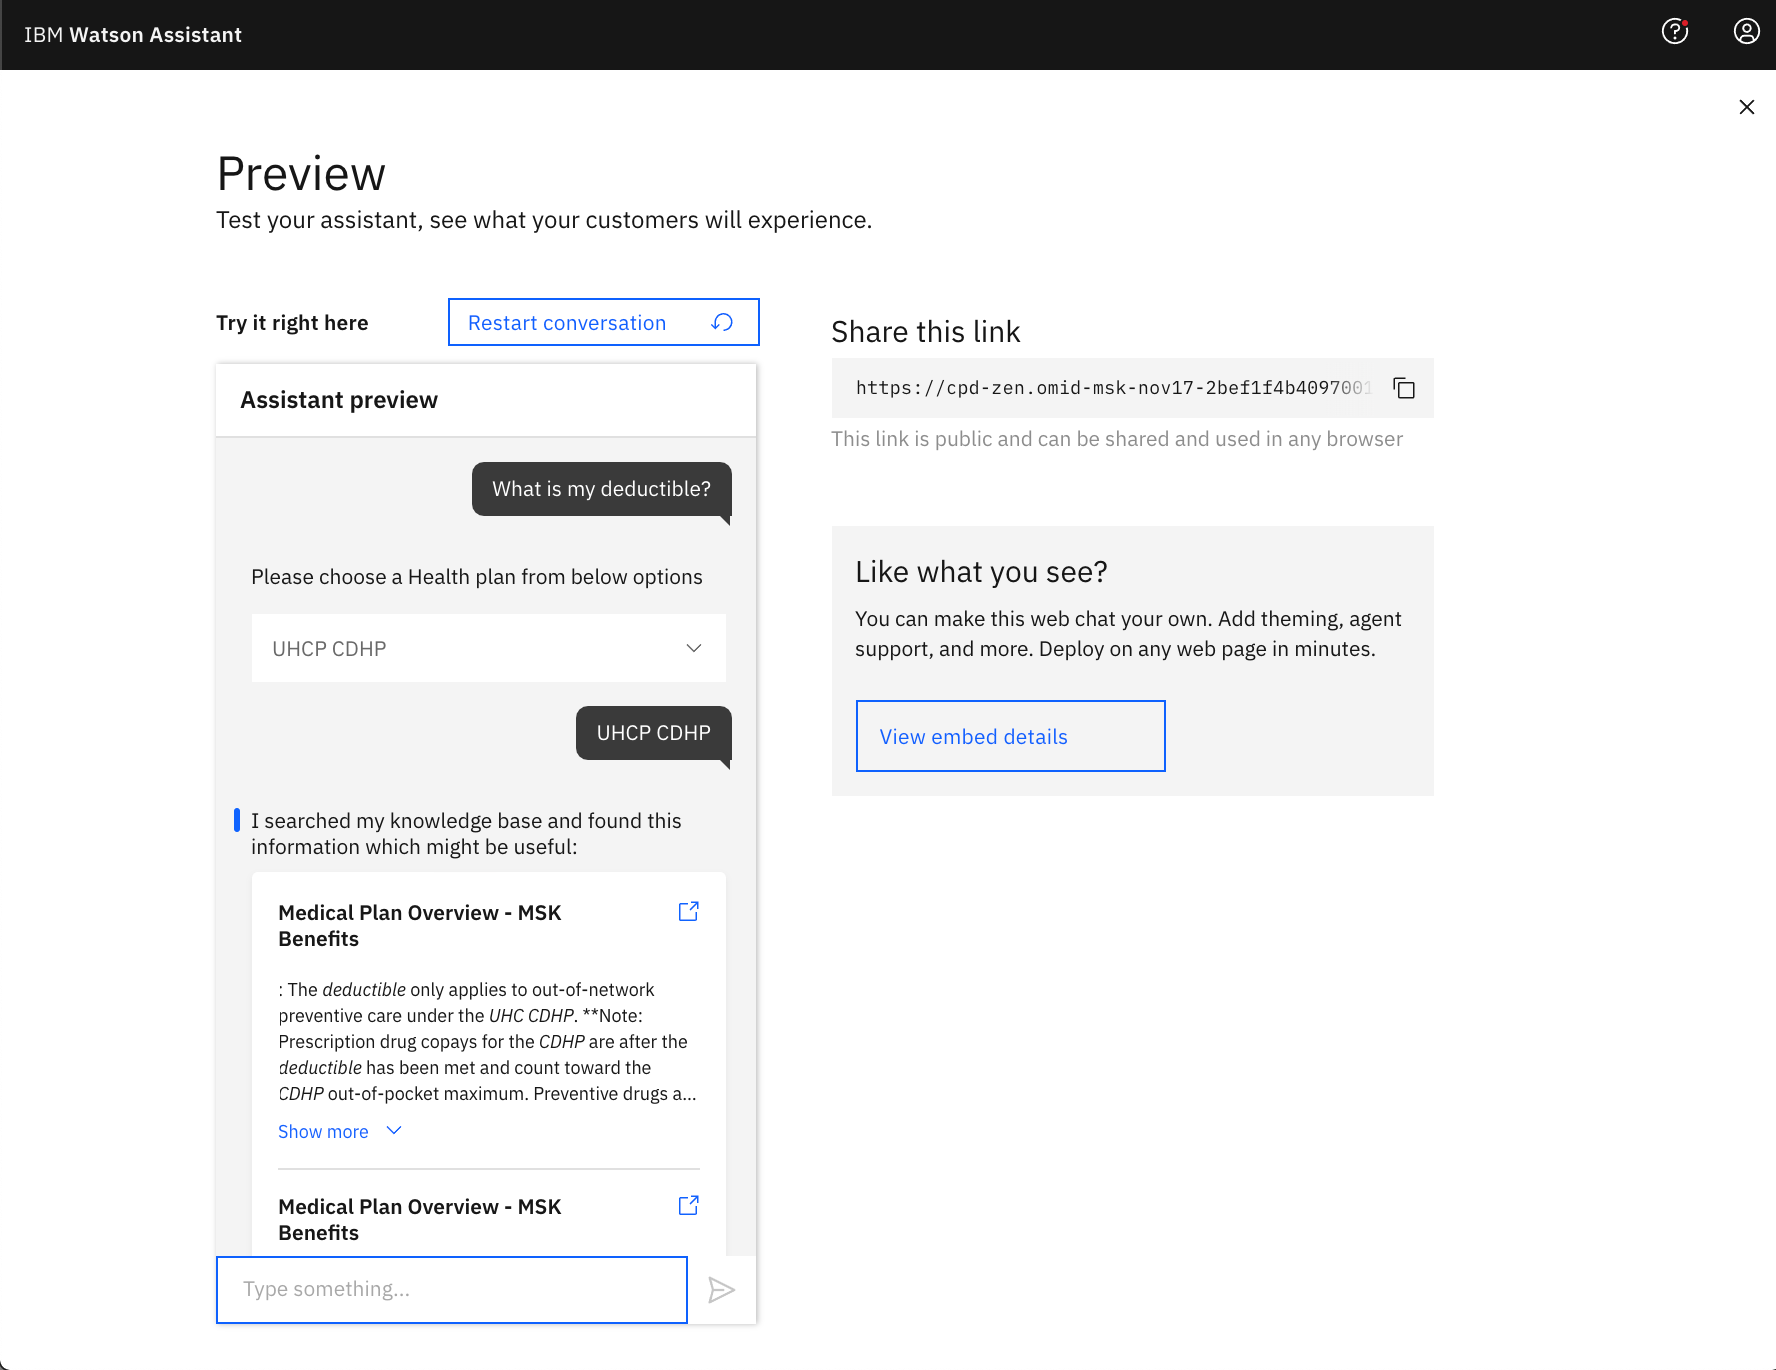 IBM Watson Assistant
Preview
Test your assistant, see what your customers will experience.
Try it right here
Restart conversation
Assistant preview
What is my deductible?
Please choose a Health plan from below options
UHCP CDHP
UHCP CDHP
I searched my knowledge base and found this
information which might be useful:
Medical Plan Overview - MSK
Benefits
: The deductible only applies to out-of-network
preventive care under the UHC CDHP. **Note:
Prescription drug copays for the CDHP are after the
deductible has been met and count toward the
CDHP out-of-pocket maximum. Preventive drugs a...
Show more
Medical Plan Overview - MSK
Benefits
Type something...
Share this link
https://cpd-zen.omid-msk-nov17-2bef1f4b4097001
This link is public and can be shared and used in any browser
Like what you see?
You can make this web chat your own. Add theming, agent
support, and more. Deploy on any web page in minutes.
View embed details